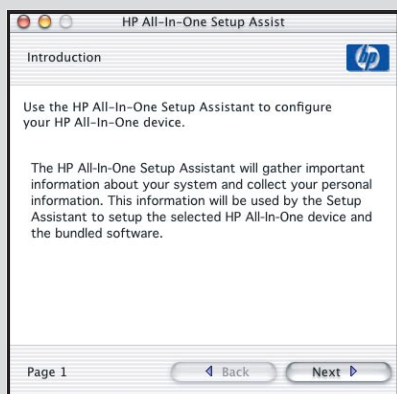 HP All-In-One Setup Assist
Introduction
hp
Use the HP All-In-One Setup Assistant to configure
your HP All-In-One device.
The HP All-In-One Setup Assistant will gather important
information about your system and collect your personal
information. This information will be used by the Setup
Assistant to setup the selected HP All-In-One device and
the bundled software.
Page 1
Back
Next